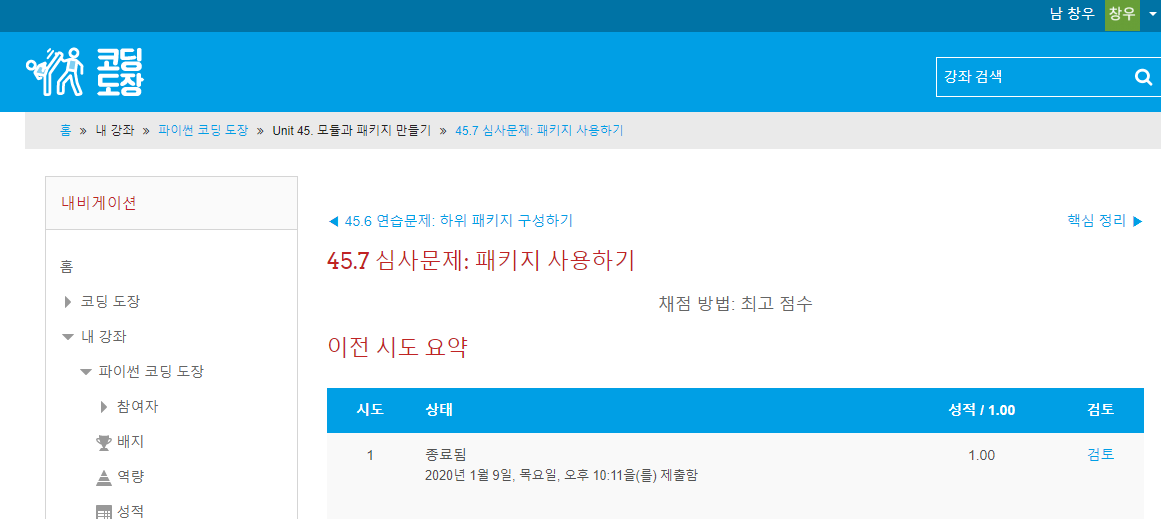 남 창우 창우
코딩
도장
강좌 검색
홈 » 내 강좌 » 파이썬 코딩 도장 » Unit 45. 모듈과 패키지 만들기 » 45.7 심사문제: 패키지 사용하기
내비게이션
홈
코딩 도장
내 강좌
파이썬 코딩 도장
참여자
배지
역량
성적
◀ 45.6 연습문제: 하위 패키지 구성하기
핵심 정리 ▶
45.7 심사문제: 패키지 사용하기
채점 방법: 최고 점수
이전 시도 요약
시도 상태 성적 / 1.00 검토
1 종료됨 1.00 검토
2020년 1월 9일, 목요일, 오후 10:11을(를) 제출함